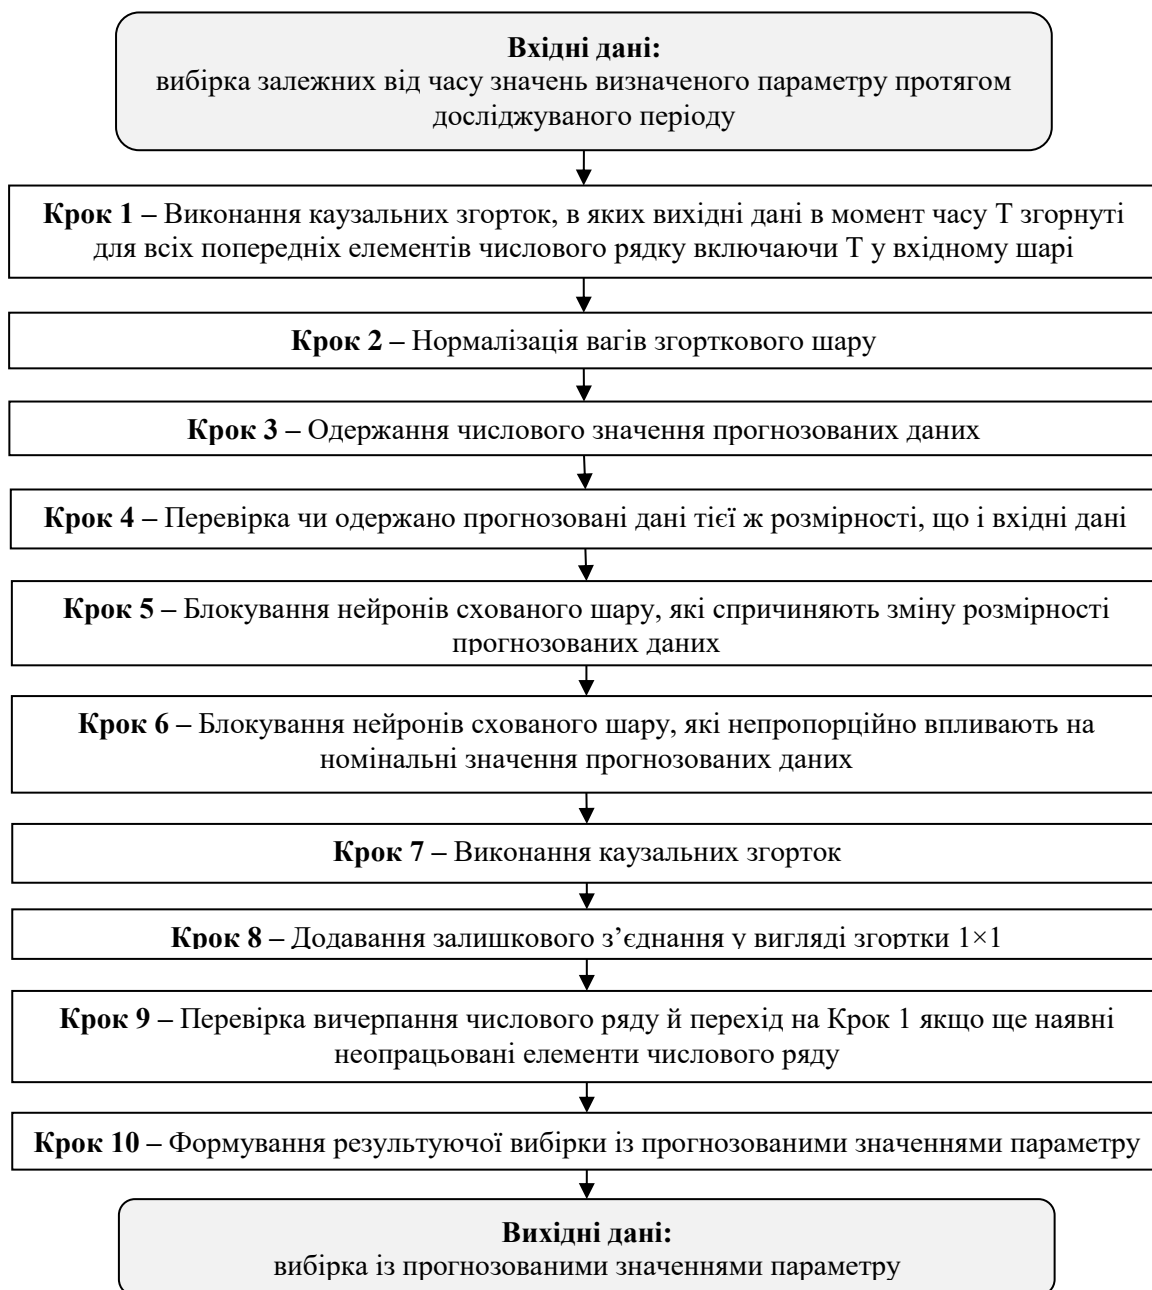 Вхідні дані:
вибірка залежних від часу значень визначеного параметру протягом
досліджуваного періоду
Крок 1 – Виконання каузальних згорток, в яких вихідні дані в момент часу T згорнуті
для всіх попередніх елементів числового рядку включаючи T у вхідному шарі
Крок 2 – Нормалізація вагів згорткового шару
Крок 3 – Одержання числового значення прогнозованих даних
Крок 4 – Перевірка чи одержано прогнозовані дані тієї ж розмірності, що і вхідні дані
Крок 5 – Блокування нейронів схованого шару, які спричиняють зміну розмірності
прогнозованих даних
Крок 6 – Блокування нейронів схованого шару, які непропорційно впливають на
номінальні значення прогнозованих даних
Крок 7 – Виконання каузальних згорток
Крок 8 – Додавання залишкового з’єднання у вигляді згортки 1×1
Крок 9 – Перевірка вичерпання числового ряду й перехід на Крок 1 якщо ще наявні
неопрацьовані елементи числового ряду
Крок 10 – Формування результуючої вибірки із прогнозованими значеннями параметру
Вихідні дані:
вибірка із прогнозованими значеннями параметру